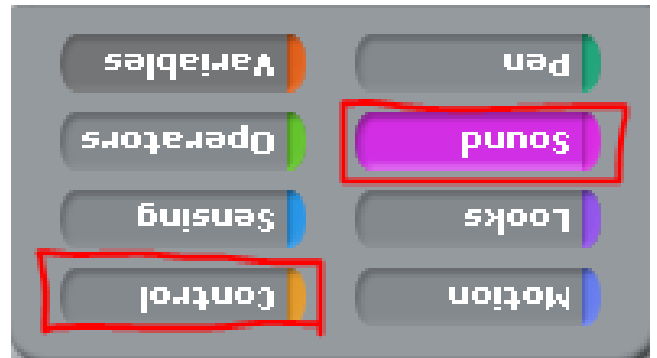 Motion
Control
Looks
Sensing
Sound
Operators
Pen
Variables